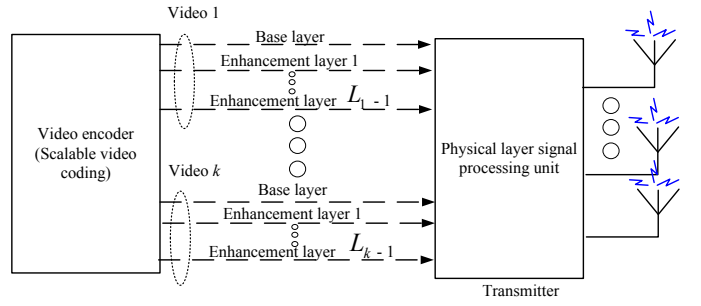 Video 1
Base layer
Enhancement layer 1
Enhancement layer L1 - 1
Video encoder
(Scalable video
coding)
Physical layer signal
processing unit
Video k
Base layer
Enhancement layer 1
Enhancement layer Lk - 1
Transmitter